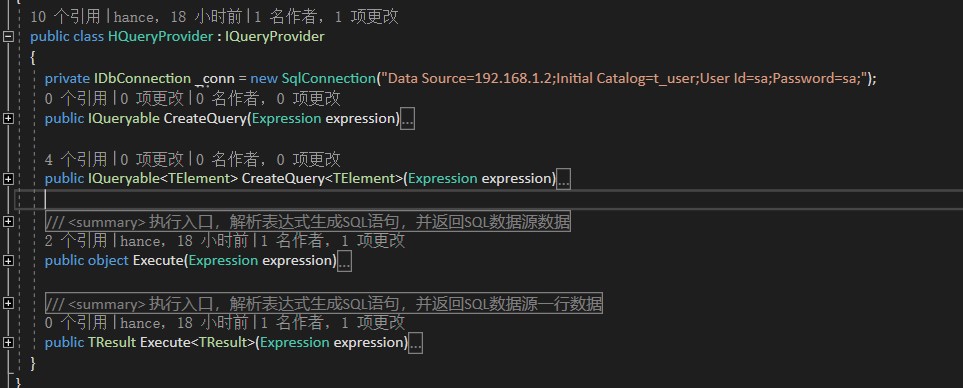 10 个引用 | hance，18 小时前 | 1 名作者，1 项更改
public class HQueryProvider : IQueryProvider
{
private IDbConnection _conn = new SqlConnection("Data Source=192.168.1.2;Initial Catalog=t_user;User Id=sa;Password=sa;");
0 个引用 | 0 项更改 | 0 名作者，0 项更改
public IQueryable CreateQuery(Expression expression)...
4 个引用 | 0 项更改 | 0 名作者，0 项更改
public IQueryable<TElement> CreateQuery<TElement>(Expression expression)...
/// <summary> 执行入口，解析表达式生成SQL语句，并返回SQL数据源数据
2 个引用 | hance，18 小时前 | 1 名作者，1 项更改
public object Execute(Expression expression)...
/// <summary> 执行入口，解析表达式生成SQL语句，并返回SQL数据源一行数据
0 个引用 | hance，18 小时前 | 1 名作者，1 项更改
public TResult Execute<TResult>(Expression expression)...
}
}